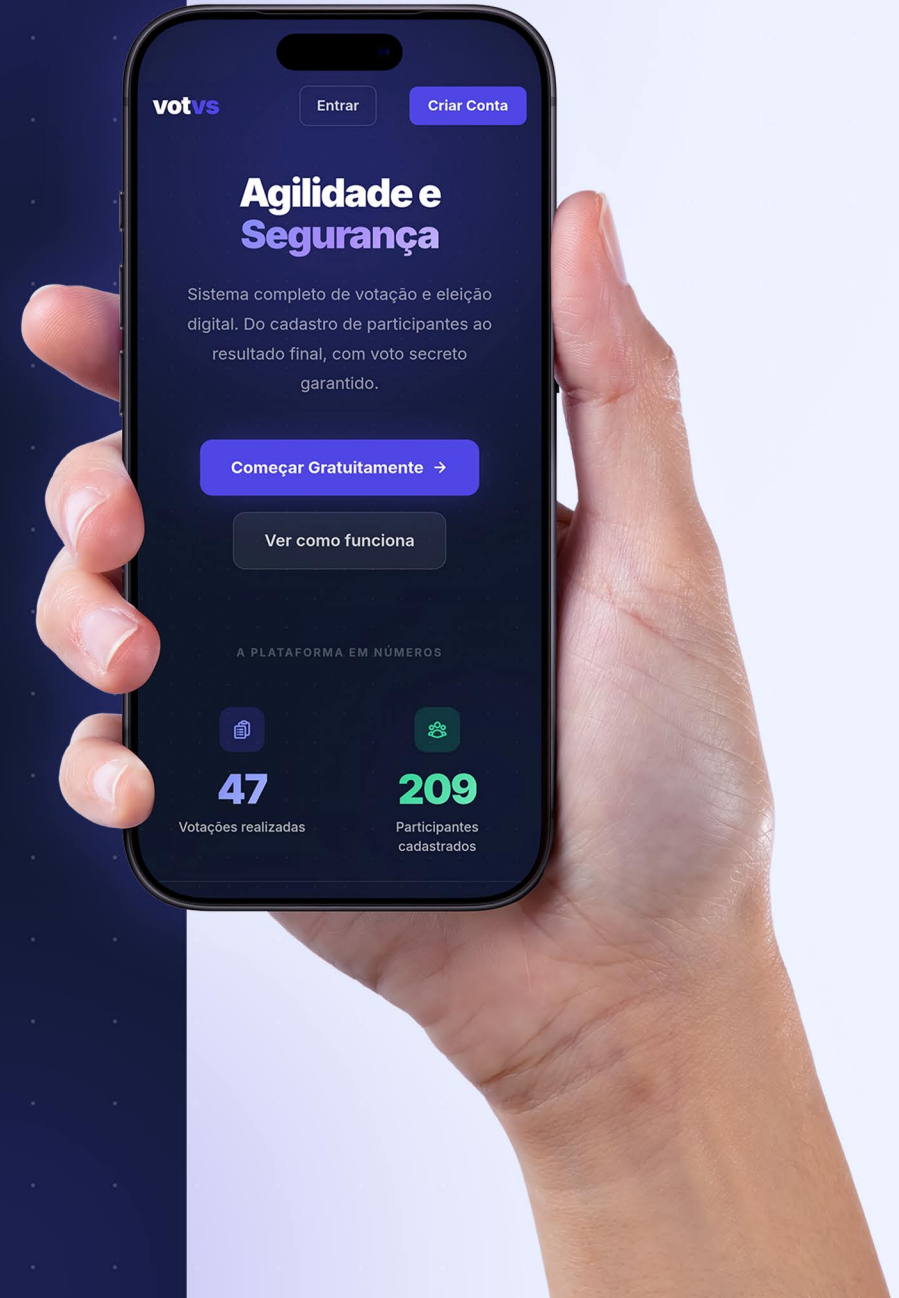 votvs
Entrar
Criar Conta
Agilidade e
Segurança
Sistema completo de votação e eleição
digital. Do cadastro de participantes ao
resultado final, com voto secreto
garantido.
Começar Gratuitamente →
Ver como funciona
A PLATAFORMA EM NÚMEROS
47
Votações realizadas
209
Participantes
cadastrados